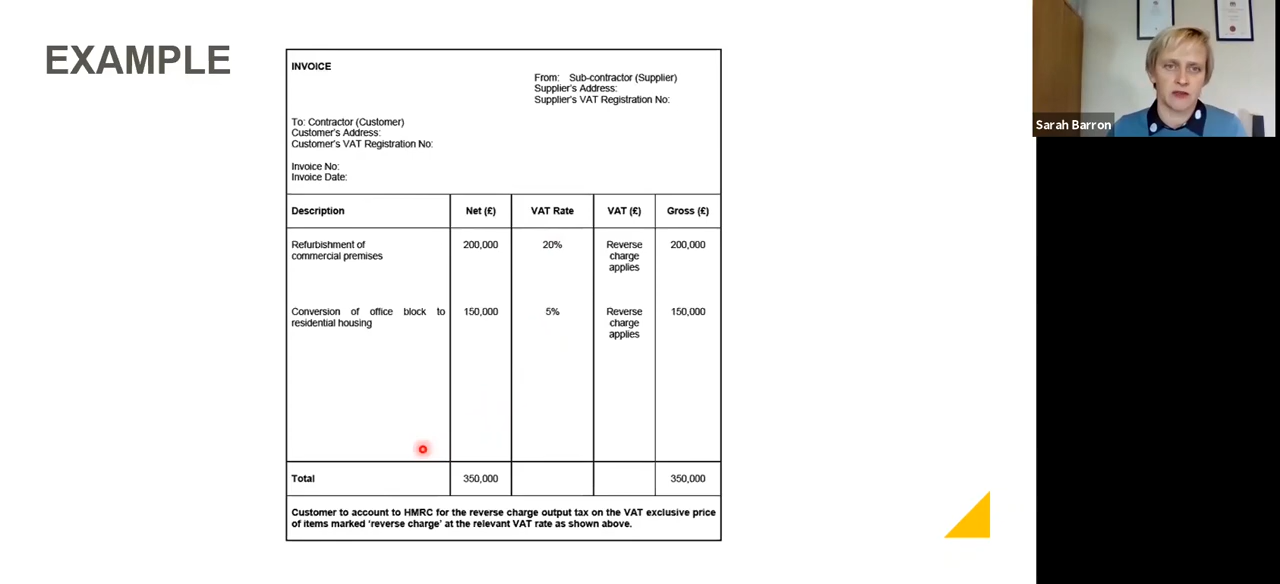 EXAMPLE
INVOICE
From: Sub-contractor (Supplier)
Supplier's Address:
Supplier's VAT Registration No:
To: Contractor (Customer)
Customer's Address:
Customer's VAT Registration No:
Invoice No:
Invoice Date:
Description Net (£) VAT Rate VAT (£) Gross (£)
Refurbishment of 200,000 20% Reverse 200,000
commercial premises charge
applies
Conversion of office block to 150,000 5% Reverse 150,000
residential housing charge
applies
Total 350,000 350,000
Customer to account to HMRC for the reverse charge output tax on the VAT exclusive price
of items marked 'reverse charge' at the relevant VAT rate as shown above.
Sarah Barron